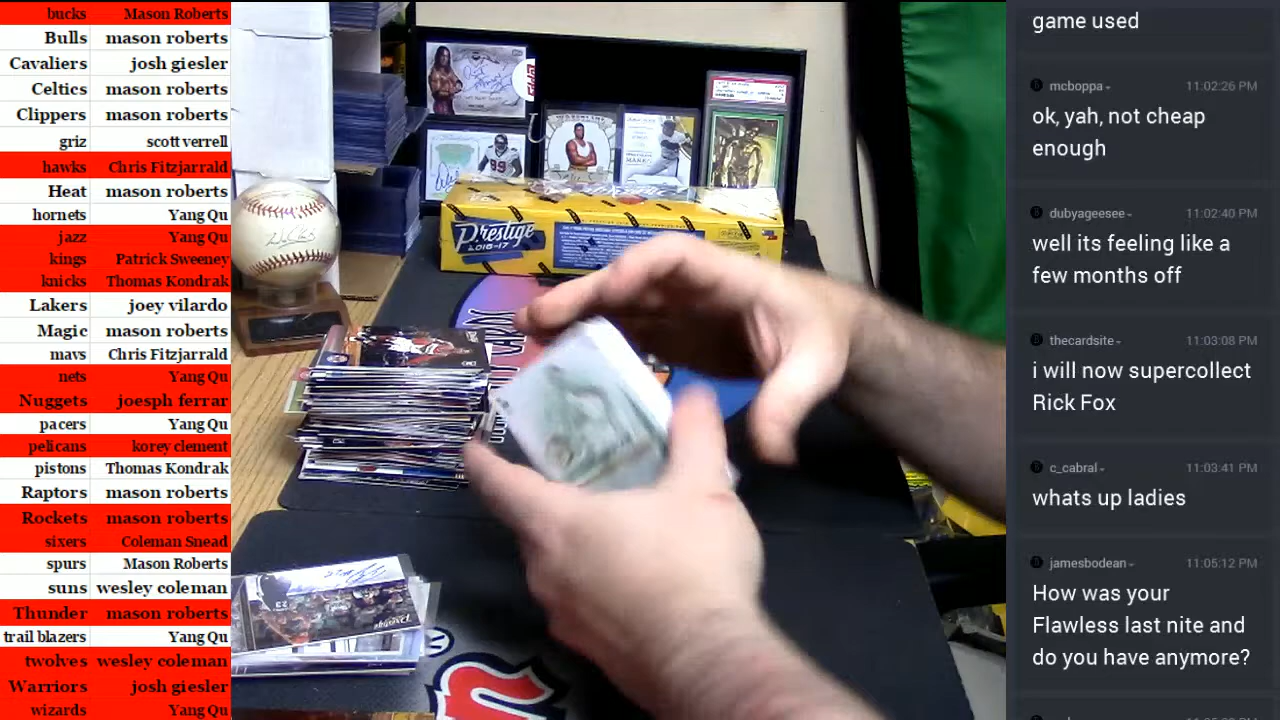 bucks Mason Roberts
Bulls mason roberts
Cavaliers josh giesler
Celtics mason roberts
Clippers mason roberts
griz scott verrell
hawks Chris Fitzjarrald
Heat mason roberts
hornets Yang Qu
jazz Yang Qu
kings Patrick Sweeney
knicks Thomas Kondrak
Lakers joey vilardo
Magic mason roberts
mavs Chris Fitzjarrald
nets Yang Qu
Nuggets joesph ferrar
pacers Yang Qu
pelicans korey clement
pistons Thomas Kondrak
Raptors mason roberts
Rockets mason roberts
sixers Coleman Snead
spurs Mason Roberts
suns wesley coleman
Thunder mason roberts
trail blazers Yang Qu
twolves wesley coleman
Warriors josh giesler
wizards Yang Qu
Prestige
2016-17
99
23
Prestige
game used
mcboppa 11:02:26 PM
ok, yah, not cheap
enough
dubyageesee 11:02:40 PM
well its feeling like a
few months off
thecardsite 11:03:08 PM
i will now supercollect
Rick Fox
c_cabral 11:03:41 PM
whats up ladies
jamesbodean 11:05:12 PM
How was your
Flawless last nite and
do you have anymore?